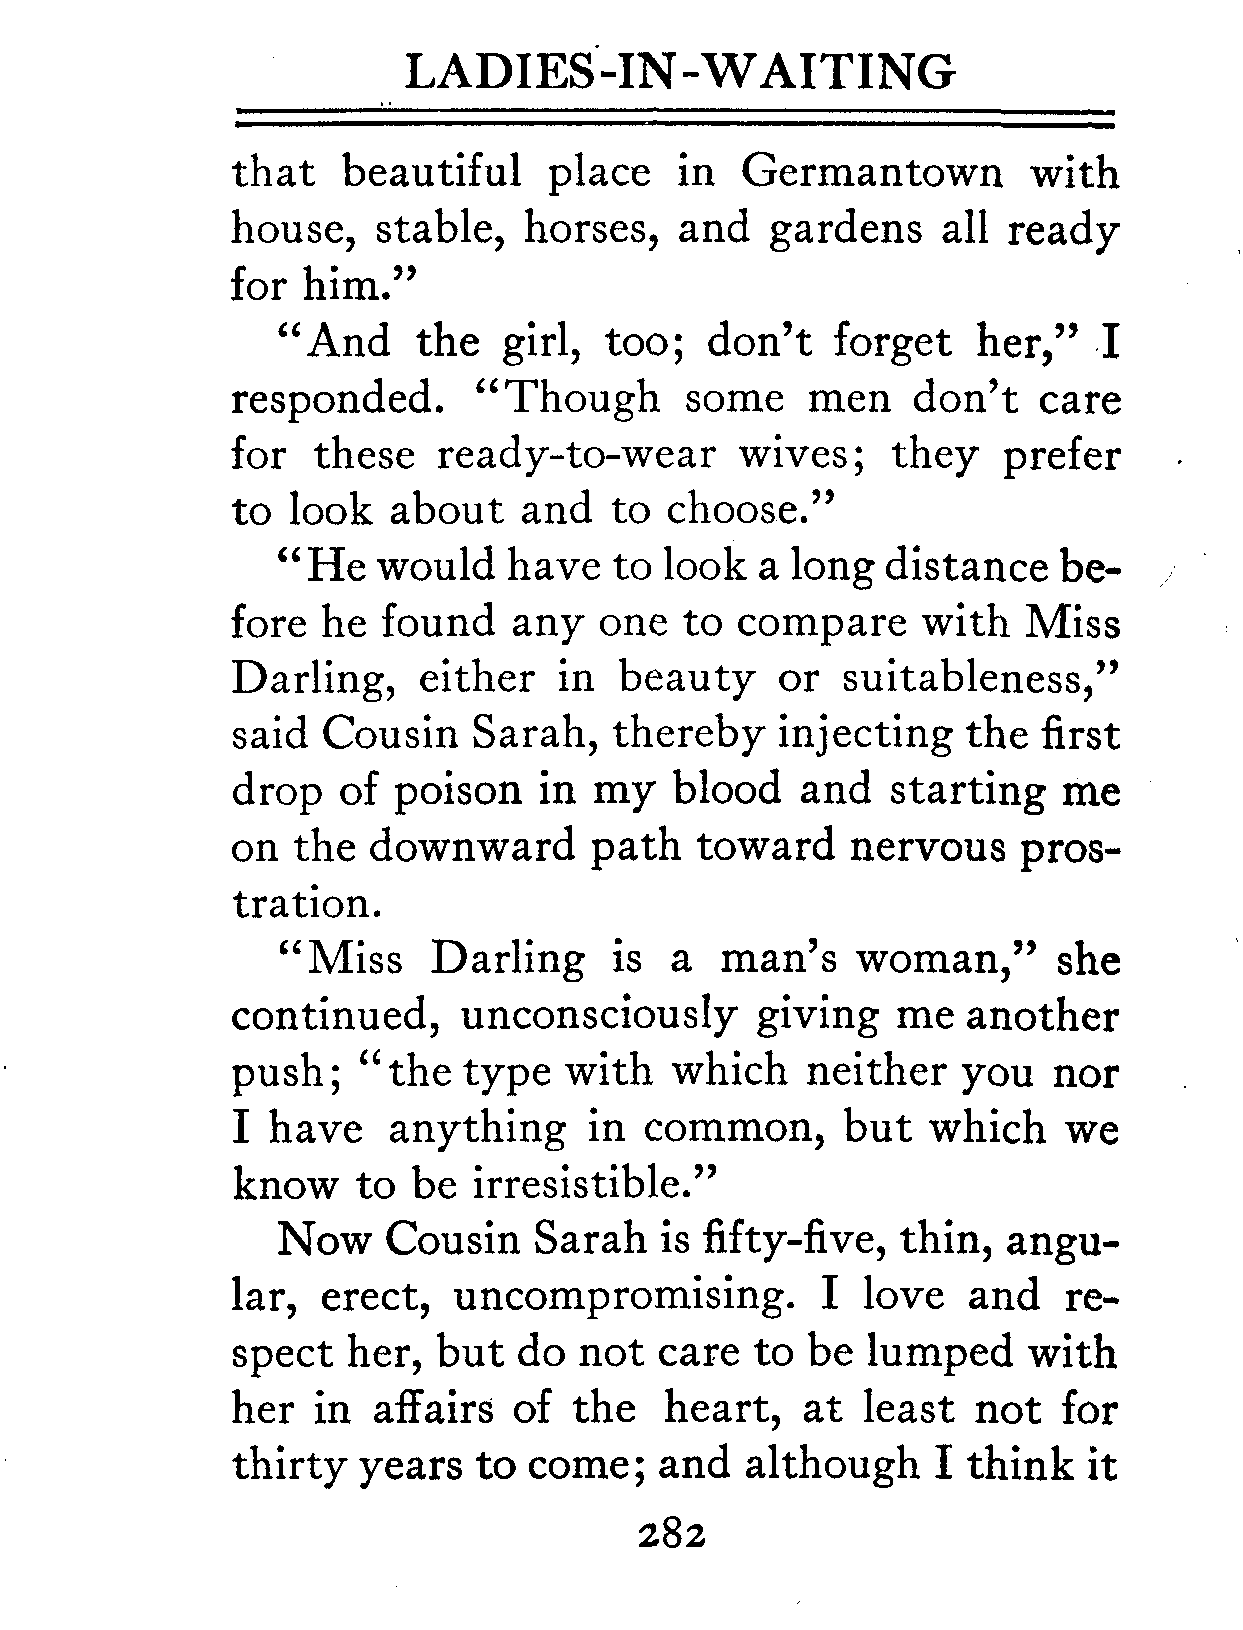 LADIES-IN-WAITING
that beautiful place in Germantown with
house, stable, horses, and gardens all ready
for him.”
“And the girl, too; don’t forget her,” I
responded. “Though some men don’t care
for these ready-to-wear wives; they prefer
to look about and to choose.”
“He would have to look a long distance be-
fore he found any one to compare with Miss
Darling, either in beauty or suitableness,”
said Cousin Sarah, thereby injecting the first
drop of poison in my blood and starting me
on the downward path toward nervous pros-
tration.
“Miss Darling is a man’s woman,” she
continued, unconsciously giving me another
push; “the type with which neither you nor
I have anything in common, but which we
know to be irresistible.”
Now Cousin Sarah is fifty-five, thin, angu-
lar, erect, uncompromising. I love and re-
spect her, but do not care to be lumped with
her in affairs of the heart, at least not for
thirty years to come; and although I think it
282